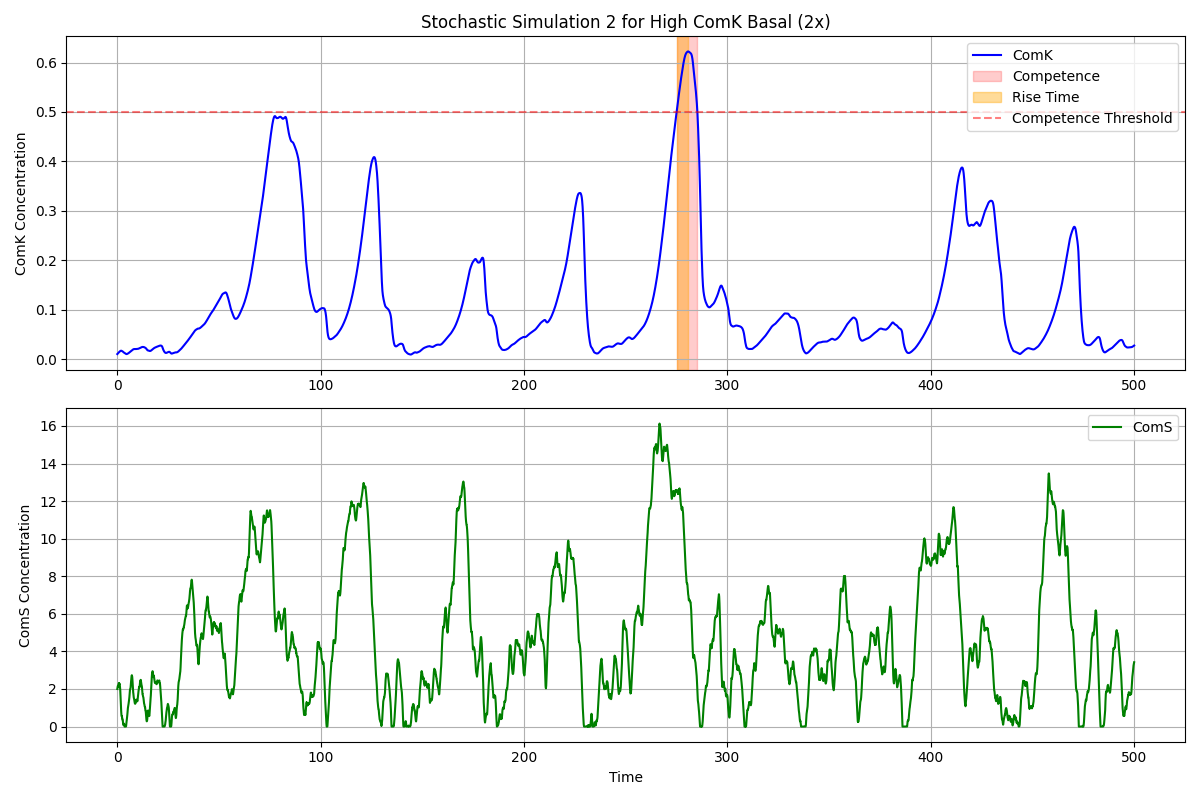 Stochastic Simulation 2 for High ComK Basal (2x)
ComK Concentration
0.6
0.5
0.4
0.3
0.2
0.1
0.0
0 100 200 300 400 500
ComK
Competence
Rise Time
Competence Threshold
ComS Concentration
16
14
12
10
8
6
4
2
0
0 100 200 300 400 500
ComS
Time